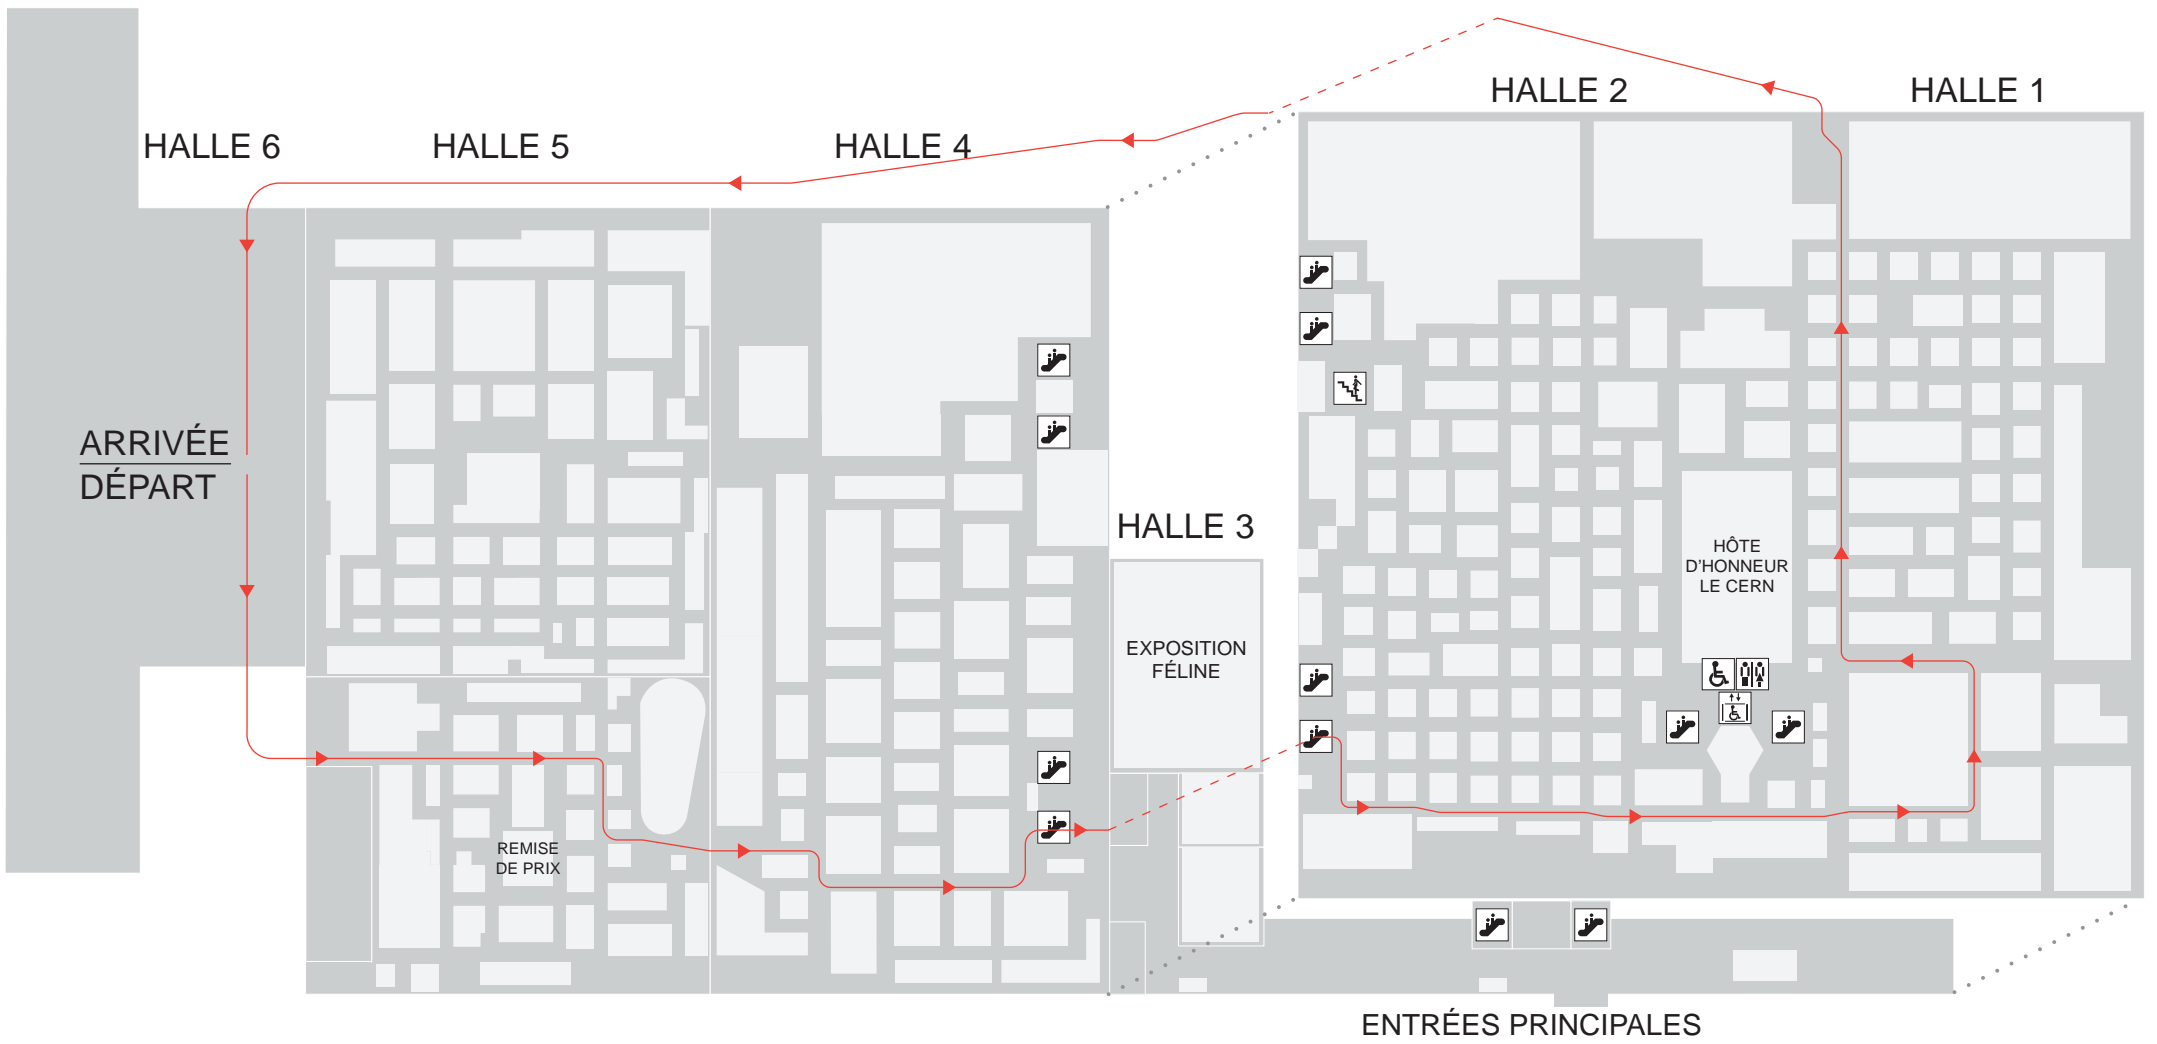 HALLE 2
HALLE 1
HALLE 6
HALLE 5
HALLE 4
ARRIVÉE
DÉPART
HALLE 3
HÔTE
D'HONNEUR
LE CERN
EXPOSITION
FÉLINE
REMISE
DE PRIX
ENTRÉES PRINCIPALES